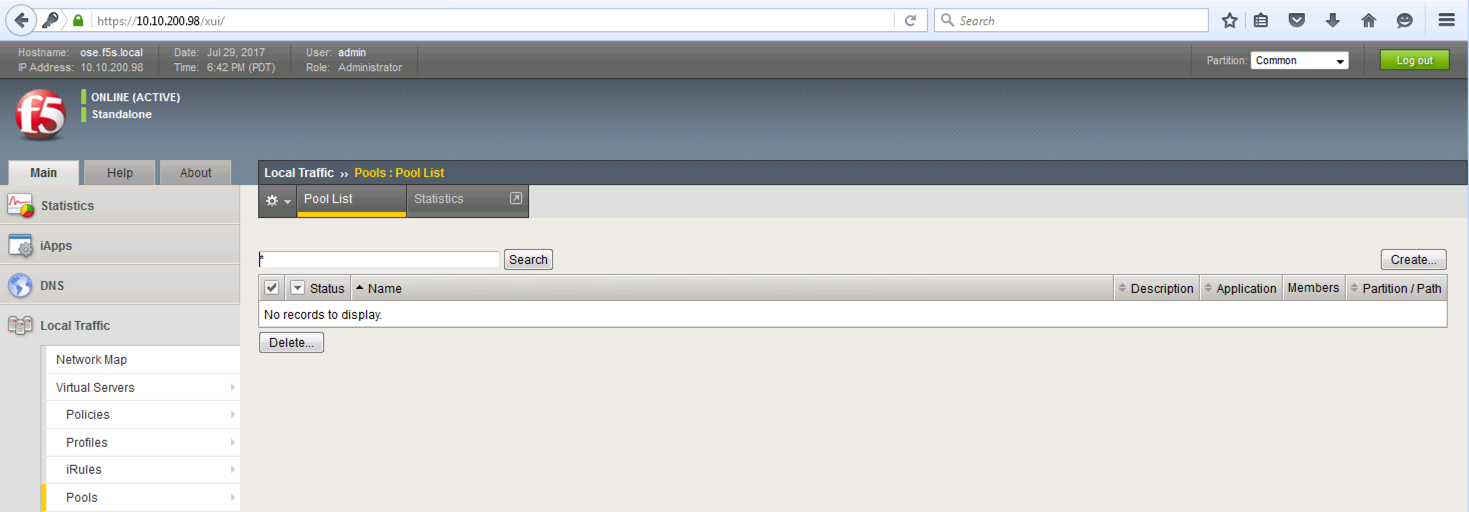 https://10.10.200.98/xui/
Search
Hostname: ose.f5s.local Date: Jul 29, 2017 User: admin
IP Address: 10.10.200.98 Time: 6:42 PM (PDT) Role: Administrator
Partition: Common Log out
f5
ONLINE (ACTIVE)
Standalone
Main Help About
Local Traffic ›› Pools : Pool List
Pool List Statistics
Statistics
iApps
DNS
Local Traffic
Network Map
Virtual Servers
Policies
Profiles
iRules
Pools
* Search Create...
Status Name Description Application Members Partition / Path
No records to display.
Delete...